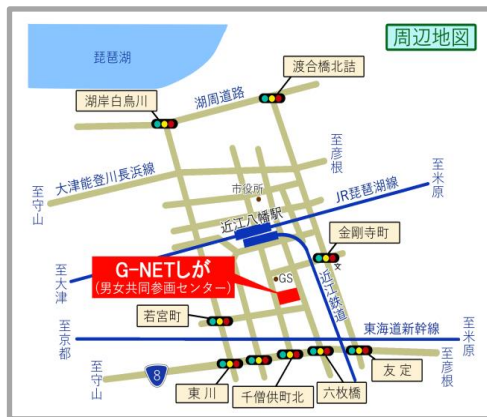 周辺地図
琵琶湖
渡合橋北詰
湖岸白鳥川
湖周道路
至彦根
大津能登川長浜線
至守山
市役所
至米原
JR琵琶湖線
近江八幡駅
金剛寺町
G-NETしが
(男女共同参画センター)
GS
至大津
近江鉄道
若宮町
東海道新幹線
至京都
至米原
至守山
8
東川
千僧供町北
六枚橋
友定
至彦根